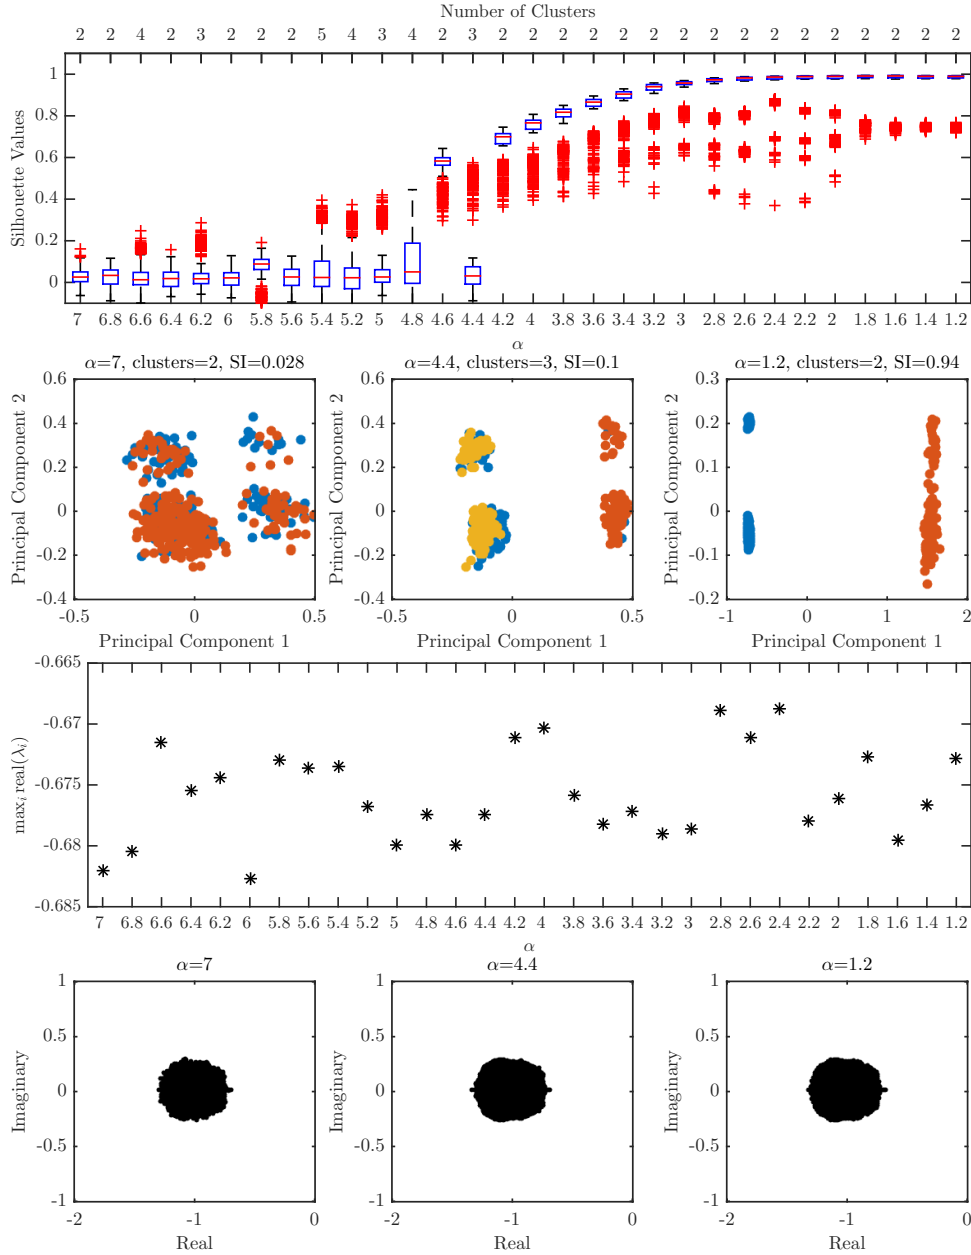 Number of Clusters
2 2 4 2 3 2 2 2 5 4 3 4 2 3 2 2 2 2 2 2 2 2 2 2 2 2 2 2 2 2
Silhouette Values
1
0.8
0.6
0.4
0.2
0
7 6.8 6.6 6.4 6.2 6 5.8 5.6 5.4 5.2 5 4.8 4.6 4.4 4.2 4 3.8 3.6 3.4 3.2 3 2.8 2.6 2.4 2.2 2 1.8 1.6 1.4 1.2
α
α=7, clusters=2, SI=0.028
Principal Component 2
0.6
0.4
0.2
0
-0.2
-0.4
-0.5 0 0.5
Principal Component 1
α=4.4, clusters=3, SI=0.1
Principal Component 2
0.6
0.4
0.2
0
-0.2
-0.4
-0.5 0 0.5
Principal Component 1
α=1.2, clusters=2, SI=0.94
Principal Component 2
0.3
0.2
0.1
0
-0.1
-0.2
-1 0 1 2
Principal Component 1
max_i real(λ_i)
-0.665
-0.67
-0.675
-0.68
-0.685
7 6.8 6.6 6.4 6.2 6 5.8 5.6 5.4 5.2 5 4.8 4.6 4.4 4.2 4 3.8 3.6 3.4 3.2 3 2.8 2.6 2.4 2.2 2 1.8 1.6 1.4 1.2
α
α=7
Imaginary
1
0.5
0
-0.5
-1
-2 -1 0
Real
α=4.4
Imaginary
1
0.5
0
-0.5
-1
-2 -1 0
Real
α=1.2
Imaginary
1
0.5
0
-0.5
-1
-2 -1 0
Real